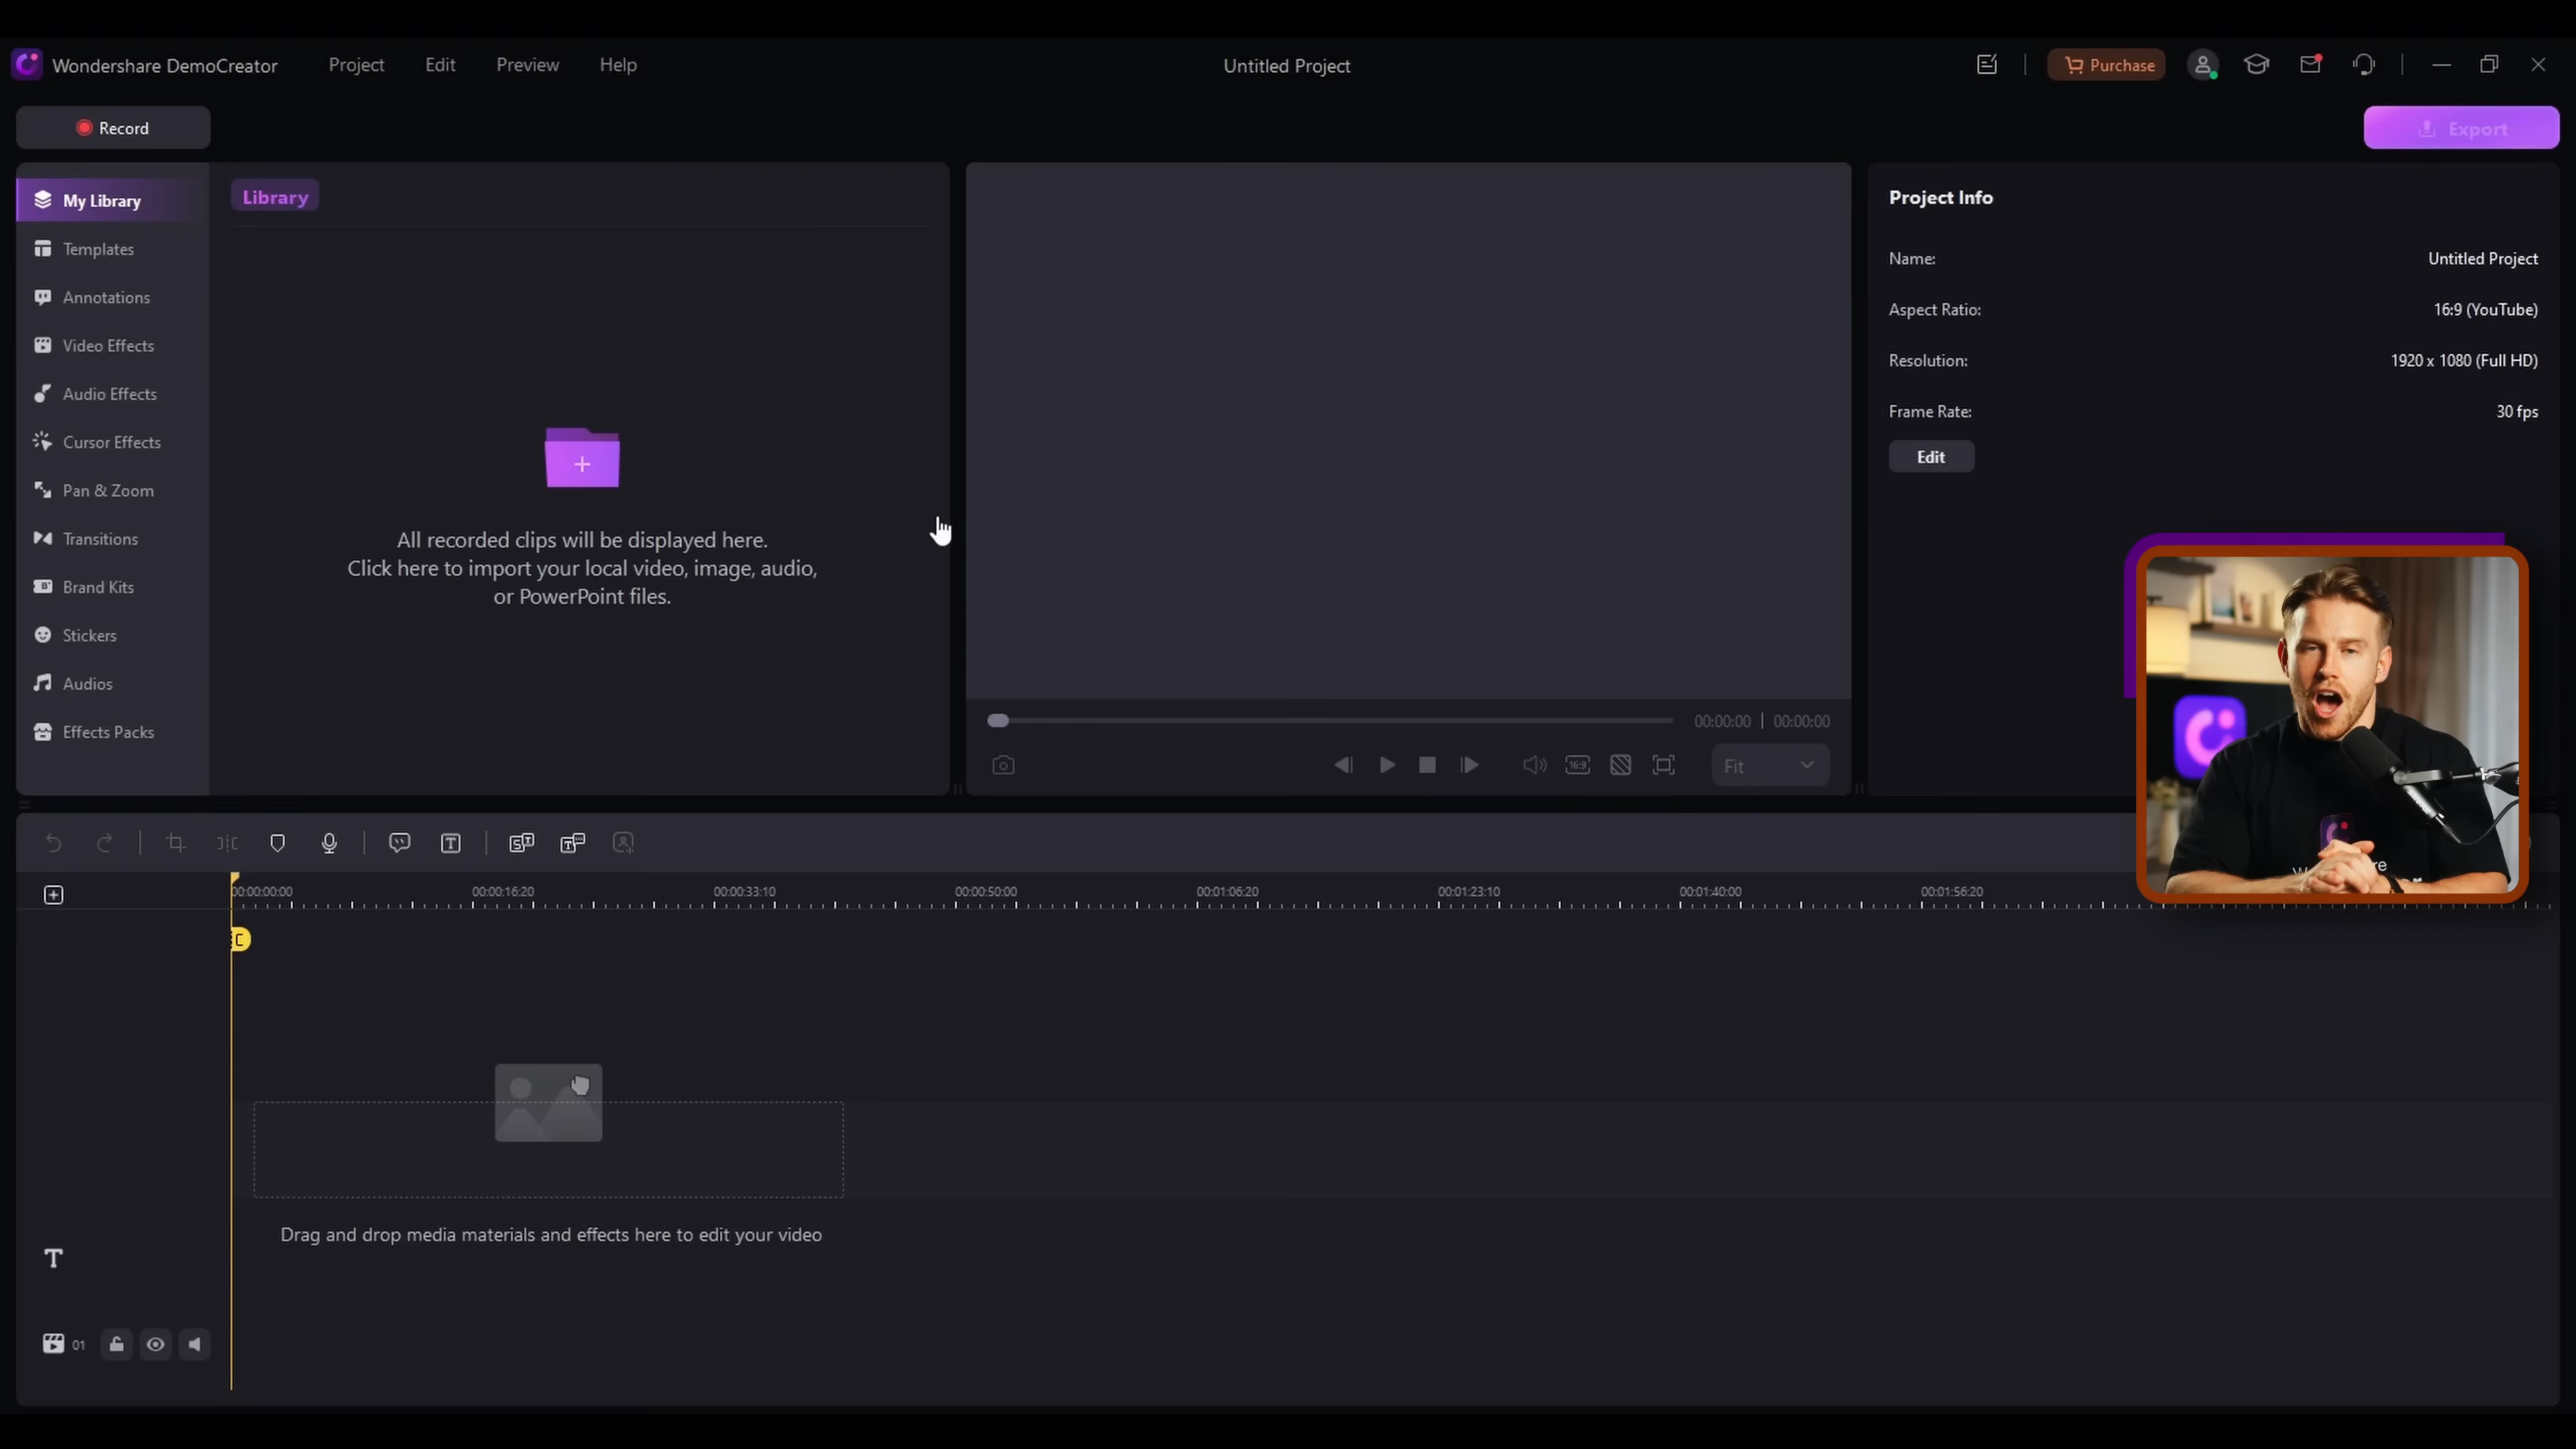 Wondershare DemoCreator
Project
Edit
Preview
Help
Untitled Project
Purchase
Record
Export
My Library
Templates
Annotations
Video Effects
Audio Effects
Cursor Effects
Pan & Zoom
Transitions
Brand Kits
Stickers
Audios
Effects Packs
Library
All recorded clips will be displayed here.
Click here to import your local video, image, audio,
or PowerPoint files.
00:00:00 | 00:00:00
16:9
Fit
Project Info
Name: Untitled Project
Aspect Ratio: 16:9 (YouTube)
Resolution: 1920 x 1080 (Full HD)
Frame Rate: 30 fps
Edit
00:00:00:00
00:00:16:20
00:00:33:10
00:00:50:00
00:01:06:20
00:01:23:10
00:01:40:00
00:01:56:20
Drag and drop media materials and effects here to edit your video
T
01